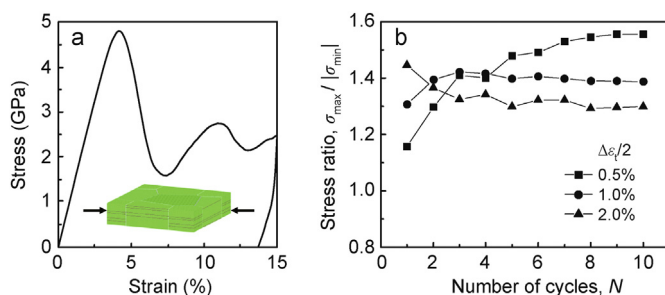 a
Stress (GPa)
5
4
3
2
1
0
0 5 10 15
Strain (%)
b
Stress ratio, σmax / |σmin|
1.6
1.4
1.2
1.0
0.8
Δεt/2
0.5%
1.0%
2.0%
0 2 4 6 8 10
Number of cycles, N